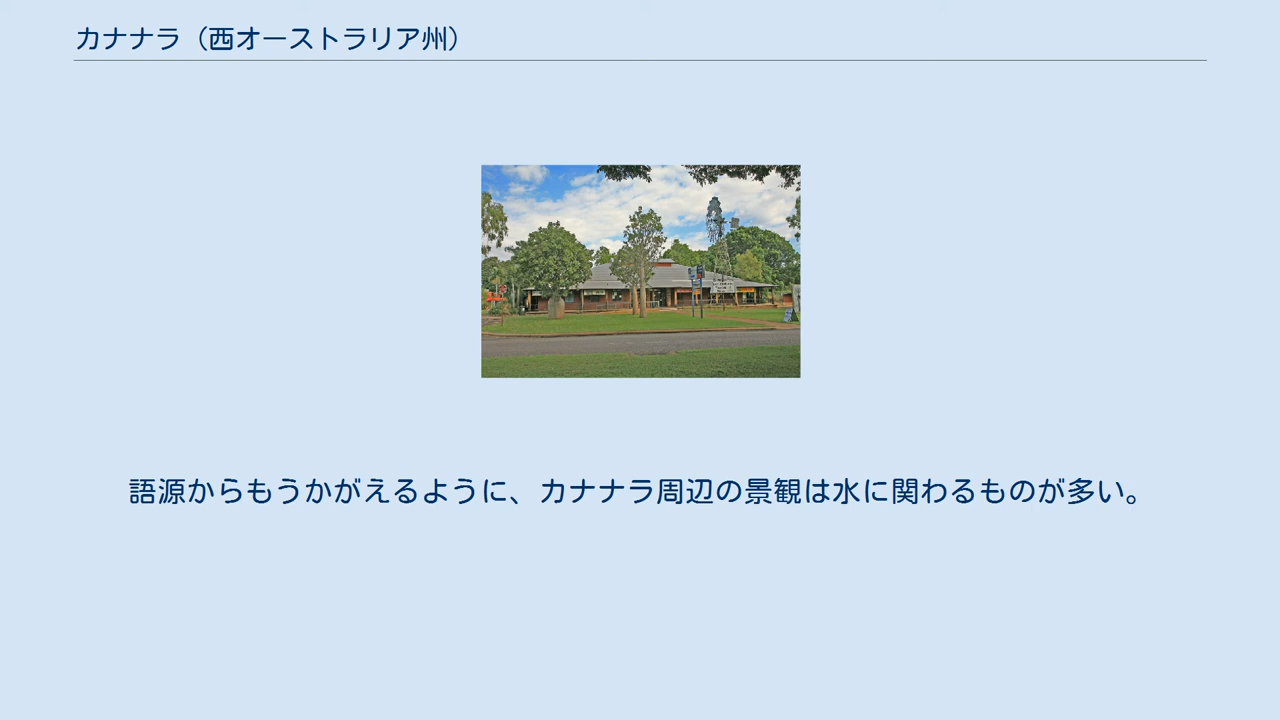 カナナラ（西オーストラリア州）
語源からもうかがえるように、カナナラ周辺の景観は水に関わるものが多い。